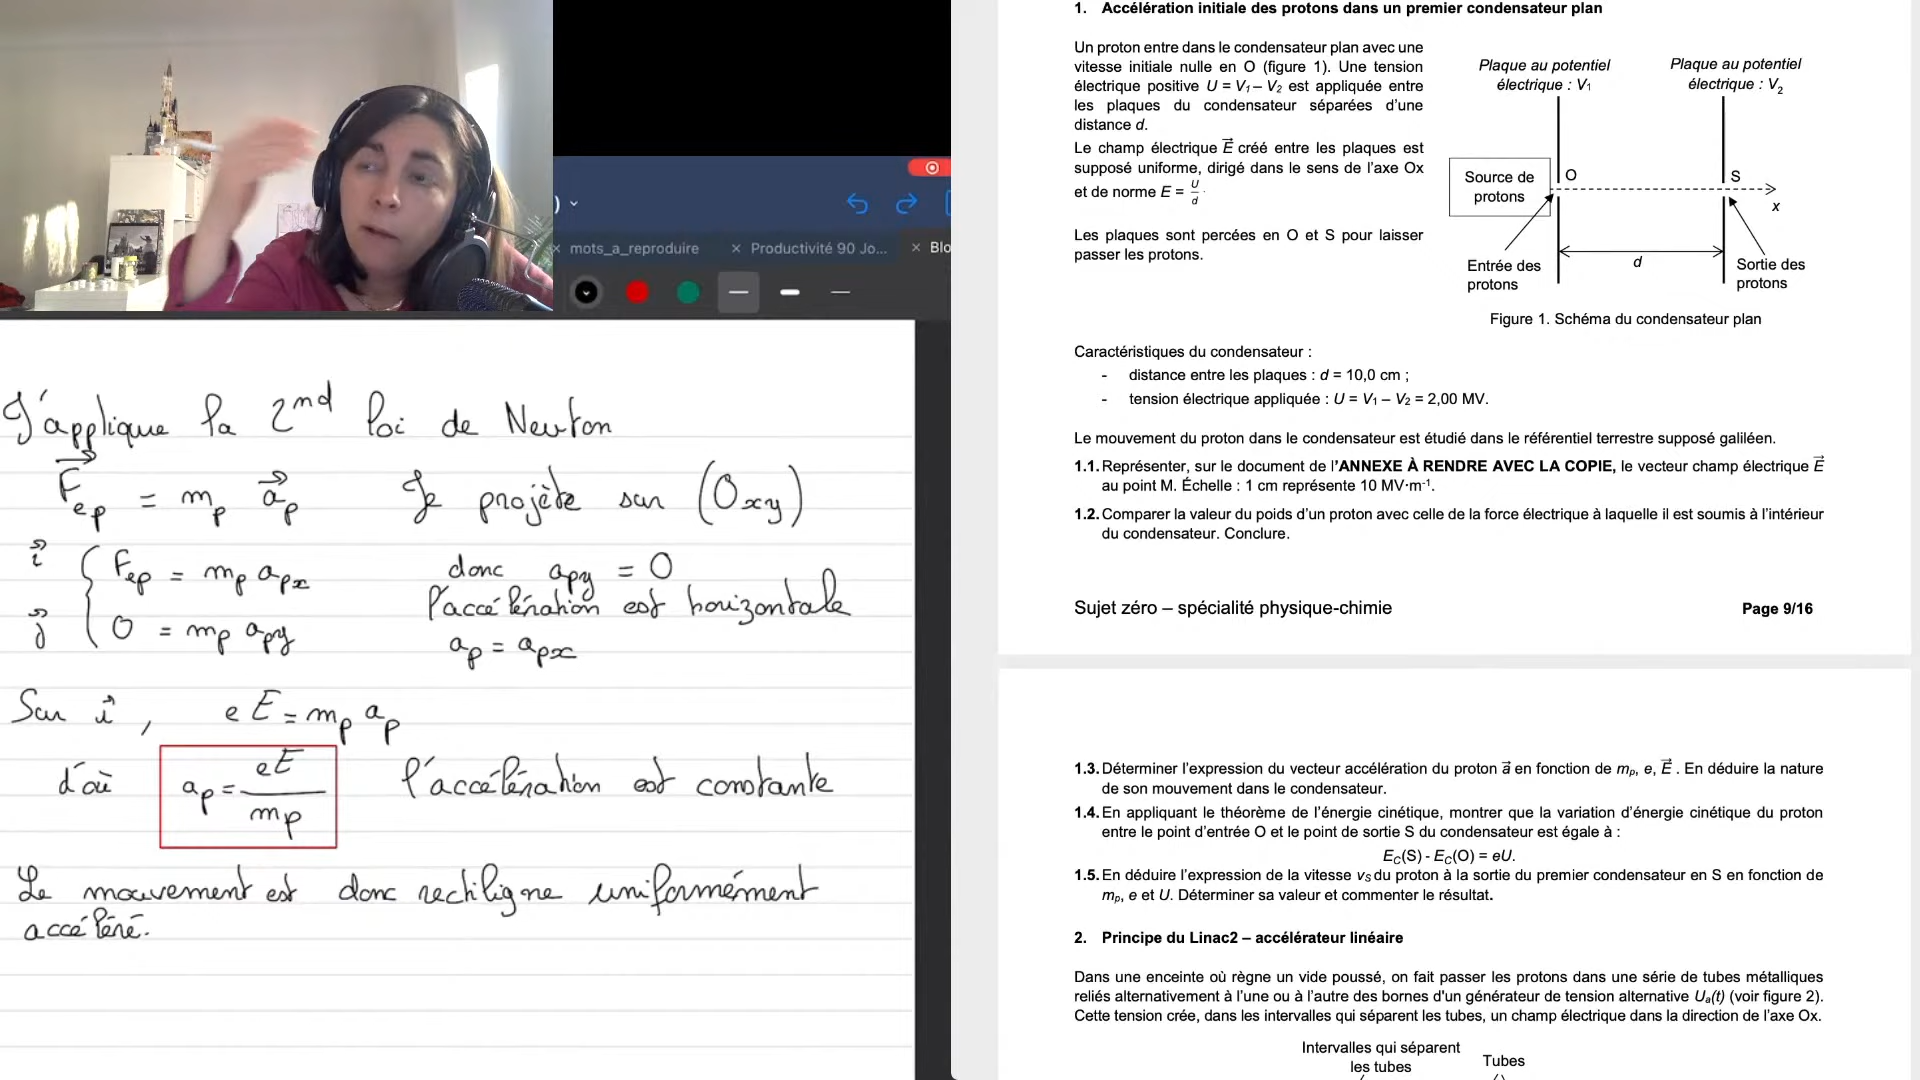 ) ⌄
× mots_a_reproduire × Productivité 90 Jo... × Blo
J'applique la 2nd loi de Newton
Fep = mp ap Je projète sur (Oxy)
i Fep = mp apx donc apy = 0
l'accélération est horizontale
j 0 = mp apy
ap = apx
Sur i, eE = mp ap
d'où ap = eE/mp l'accélération est constante
Le mouvement est donc rectiligne uniformément
accéléré.
1. Accélération initiale des protons dans un premier condensateur plan
Un proton entre dans le condensateur plan avec une
vitesse initiale nulle en O (figure 1). Une tension
électrique positive U = V1 – V2 est appliquée entre
les plaques du condensateur séparées d'une
distance d.
Le champ électrique E créé entre les plaques est
supposé uniforme, dirigé dans le sens de l'axe Ox
et de norme E = U/d.
Les plaques sont percées en O et S pour laisser
passer les protons.
Plaque au potentiel
électrique : V1
Plaque au potentiel
électrique : V2
Source de
protons
O
S
x
d
Entrée des
protons
Sortie des
protons
Figure 1. Schéma du condensateur plan
Caractéristiques du condensateur :
- distance entre les plaques : d = 10,0 cm ;
- tension électrique appliquée : U = V1 – V2 = 2,00 MV.
Le mouvement du proton dans le condensateur est étudié dans le référentiel terrestre supposé galiléen.
1.1. Représenter, sur le document de l'ANNEXE À RENDRE AVEC LA COPIE, le vecteur champ électrique E
au point M. Échelle : 1 cm représente 10 MV·m-1.
1.2. Comparer la valeur du poids d'un proton avec celle de la force électrique à laquelle il est soumis à l'intérieur
du condensateur. Conclure.
Sujet zéro – spécialité physique-chimie Page 9/16
1.3. Déterminer l'expression du vecteur accélération du proton a en fonction de mp, e, E. En déduire la nature
de son mouvement dans le condensateur.
1.4. En appliquant le théorème de l'énergie cinétique, montrer que la variation d'énergie cinétique du proton
entre le point d'entrée O et le point de sortie S du condensateur est égale à :
EC(S) - EC(O) = eU.
1.5. En déduire l'expression de la vitesse vS du proton à la sortie du premier condensateur en S en fonction de
mp, e et U. Déterminer sa valeur et commenter le résultat.
2. Principe du Linac2 – accélérateur linéaire
Dans une enceinte où règne un vide poussé, on fait passer les protons dans une série de tubes métalliques
reliés alternativement à l'une ou à l'autre des bornes d'un générateur de tension alternative Ua(t) (voir figure 2).
Cette tension crée, dans les intervalles qui séparent les tubes, un champ électrique dans la direction de l'axe Ox.
Intervalles qui séparent
les tubes
Tubes